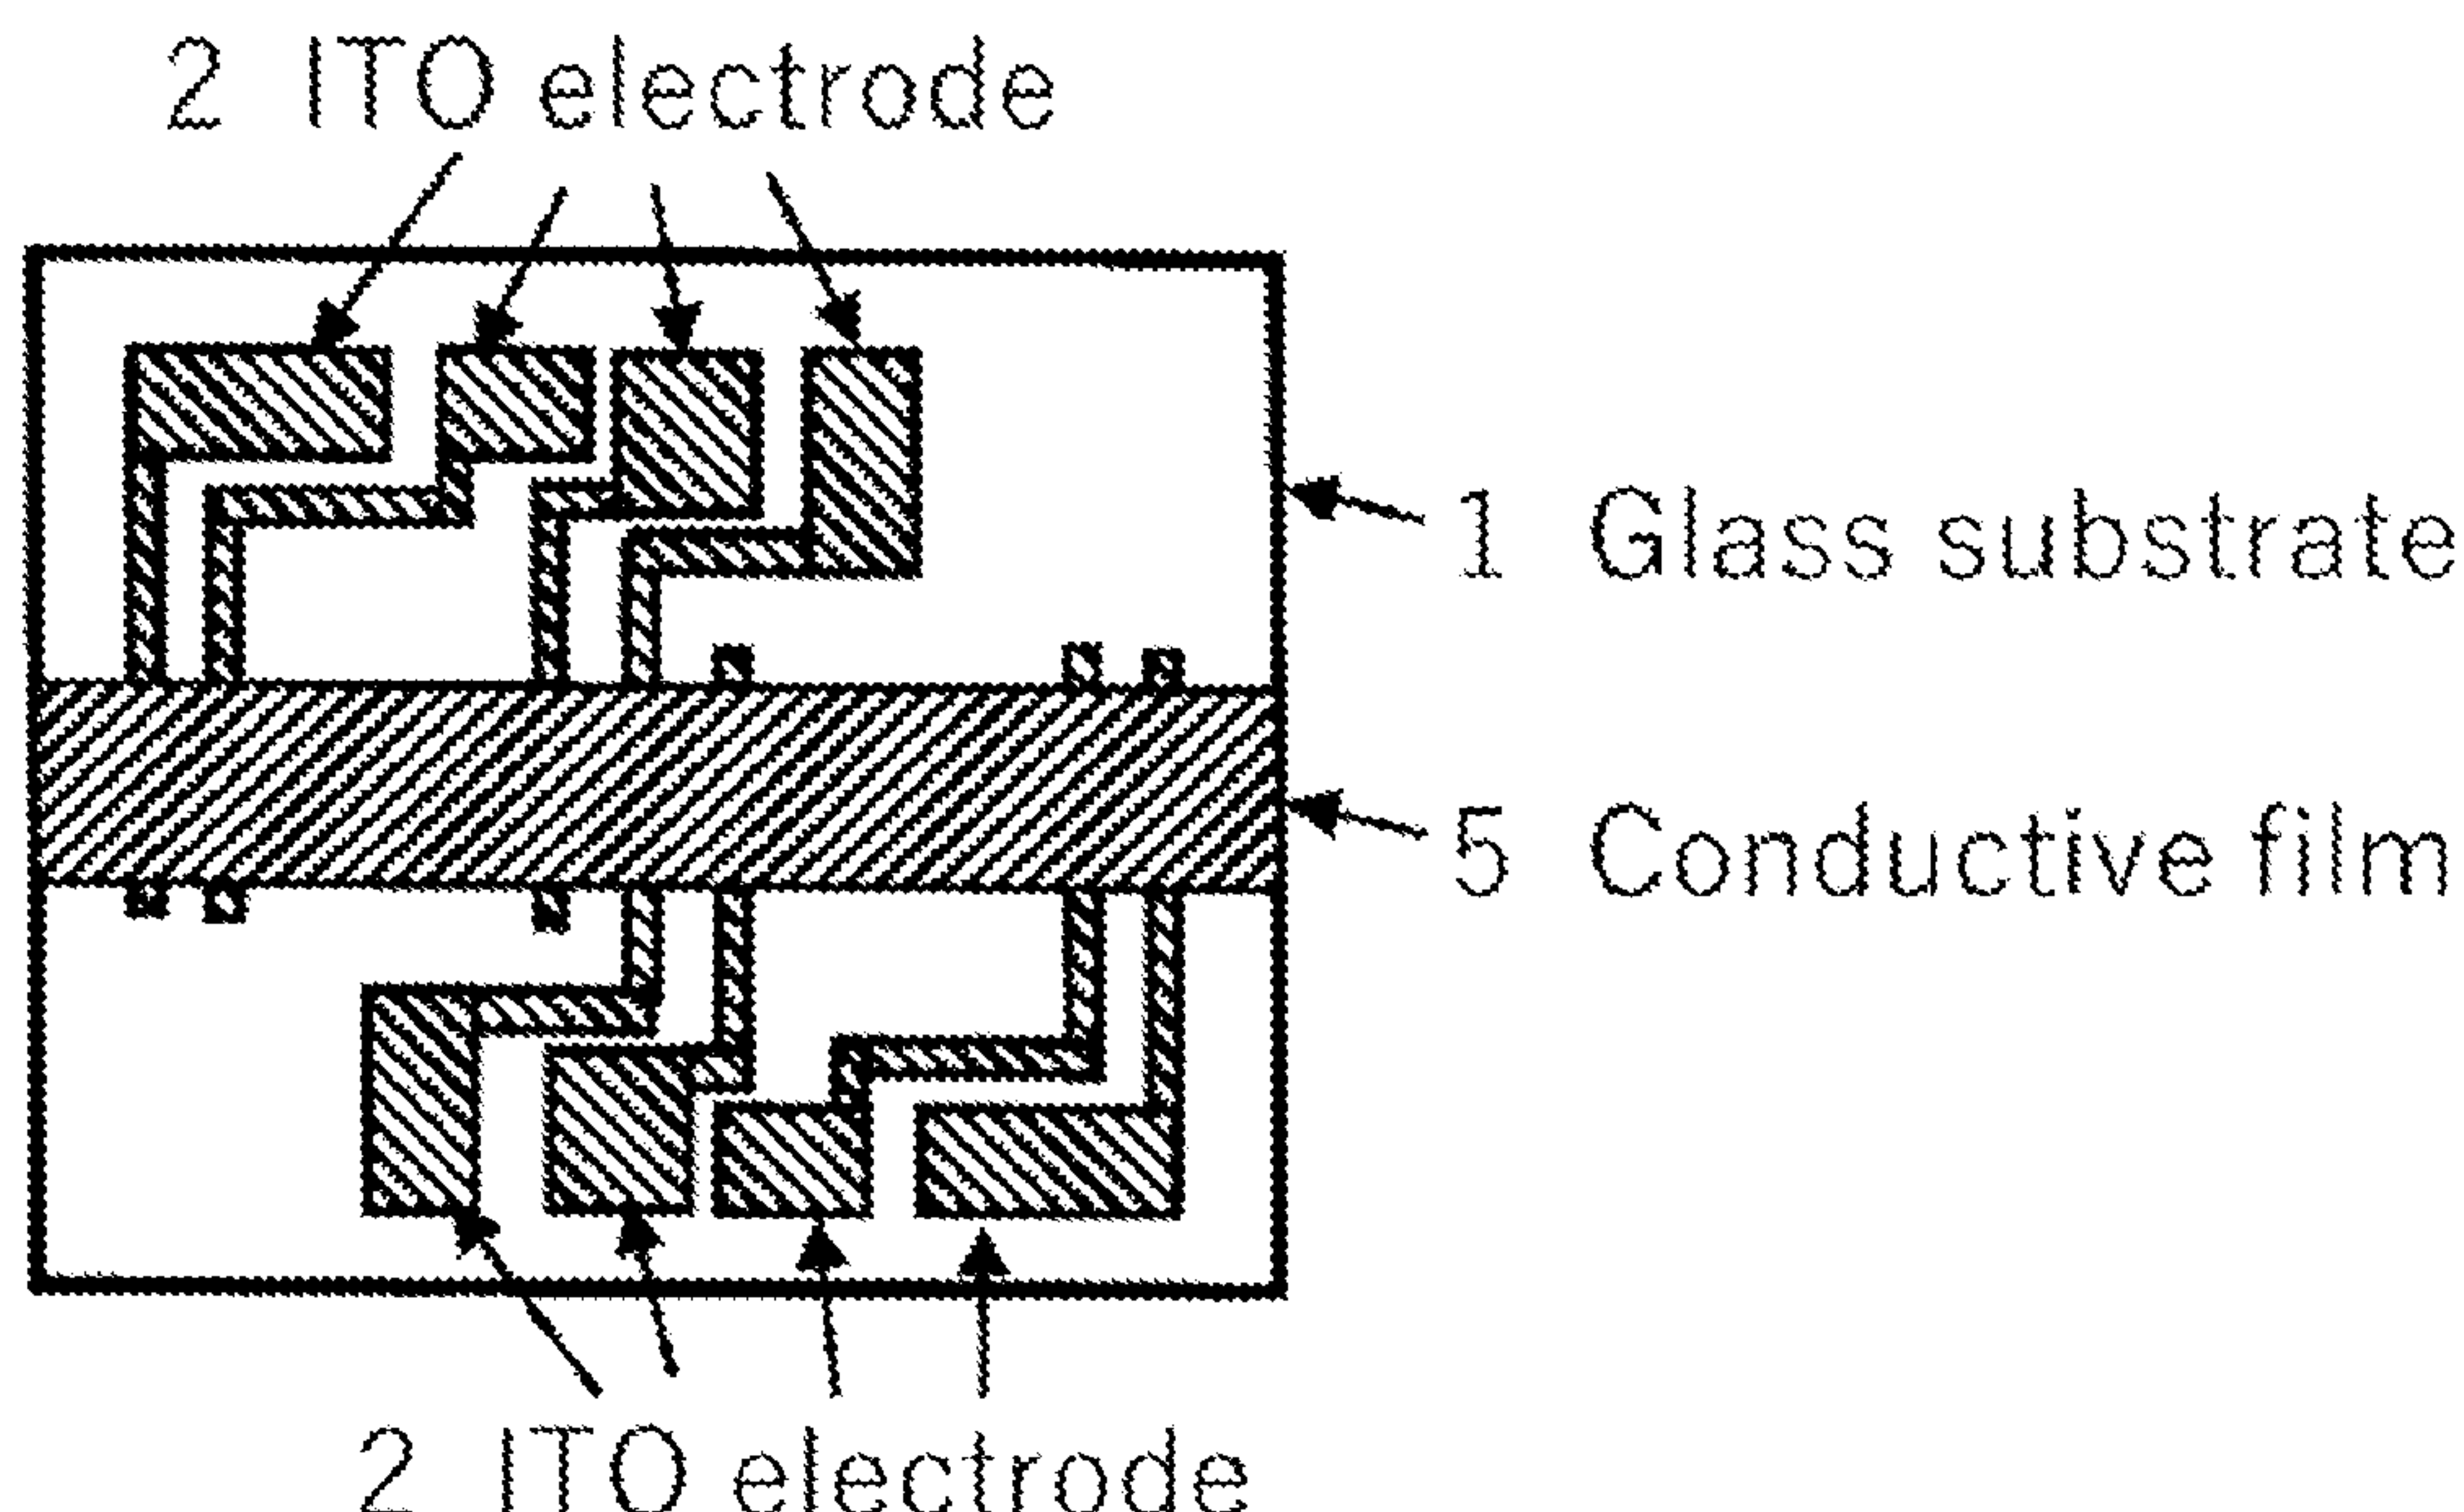 2 ITO electrode
1 Glass substrate
5 Conductive film
2 ITO electrode